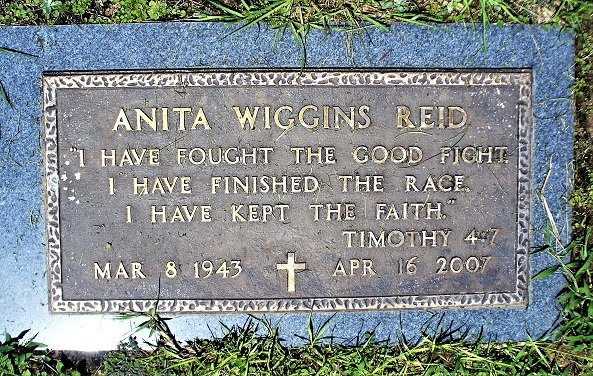 ANITA WIGGINS REID
"I HAVE FOUGHT THE GOOD FIGHT.
I HAVE FINISHED THE RACE.
I HAVE KEPT THE FAITH."
TIMOTHY 4:7
MAR 8 1943 APR 16 2007